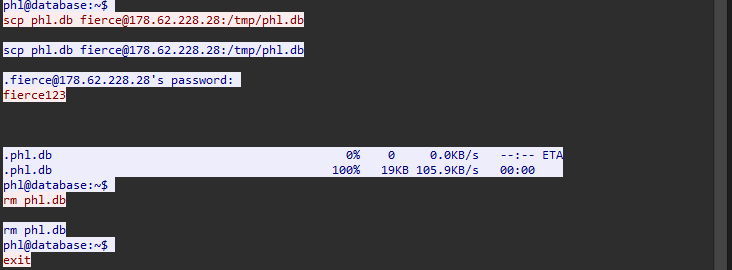 phl@database:~$
scp phl.db fierce@178.62.228.28:/tmp/phl.db
scp phl.db fierce@178.62.228.28:/tmp/phl.db
.fierce@178.62.228.28's password:
fierce123
.phl.db 0% 0 0.0KB/s --:-- ETA
.phl.db 100% 19KB 105.9KB/s 00:00
phl@database:~$
rm phl.db
rm phl.db
phl@database:~$
exit